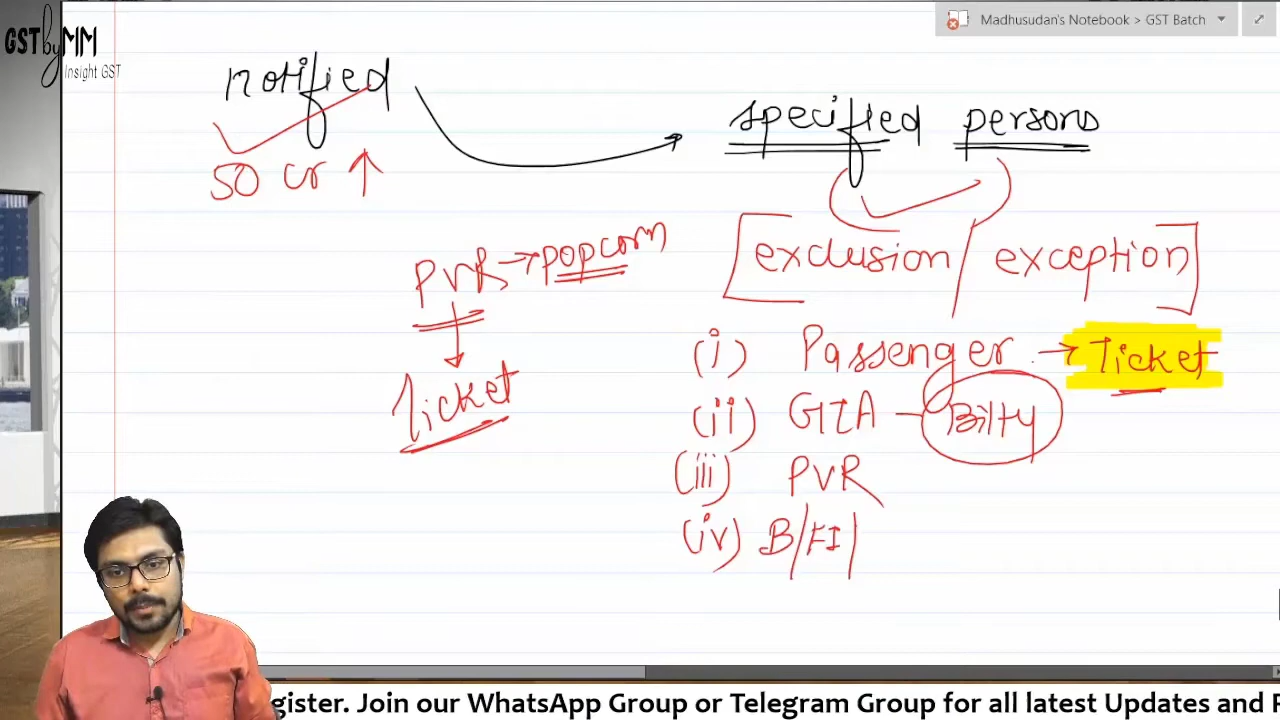 GST by MM
Insight GST
Madhusudan's Notebook > GST Batch
notified
50 cr ↑
specified persons
[exclusion / exception]
PVR → popcorn
Ticket
(i) Passenger → Ticket
(ii) GTA - Bilty
(iii) PVR
(iv) B/FI/
gister. Join our WhatsApp Group or Telegram Group for all latest Updates and